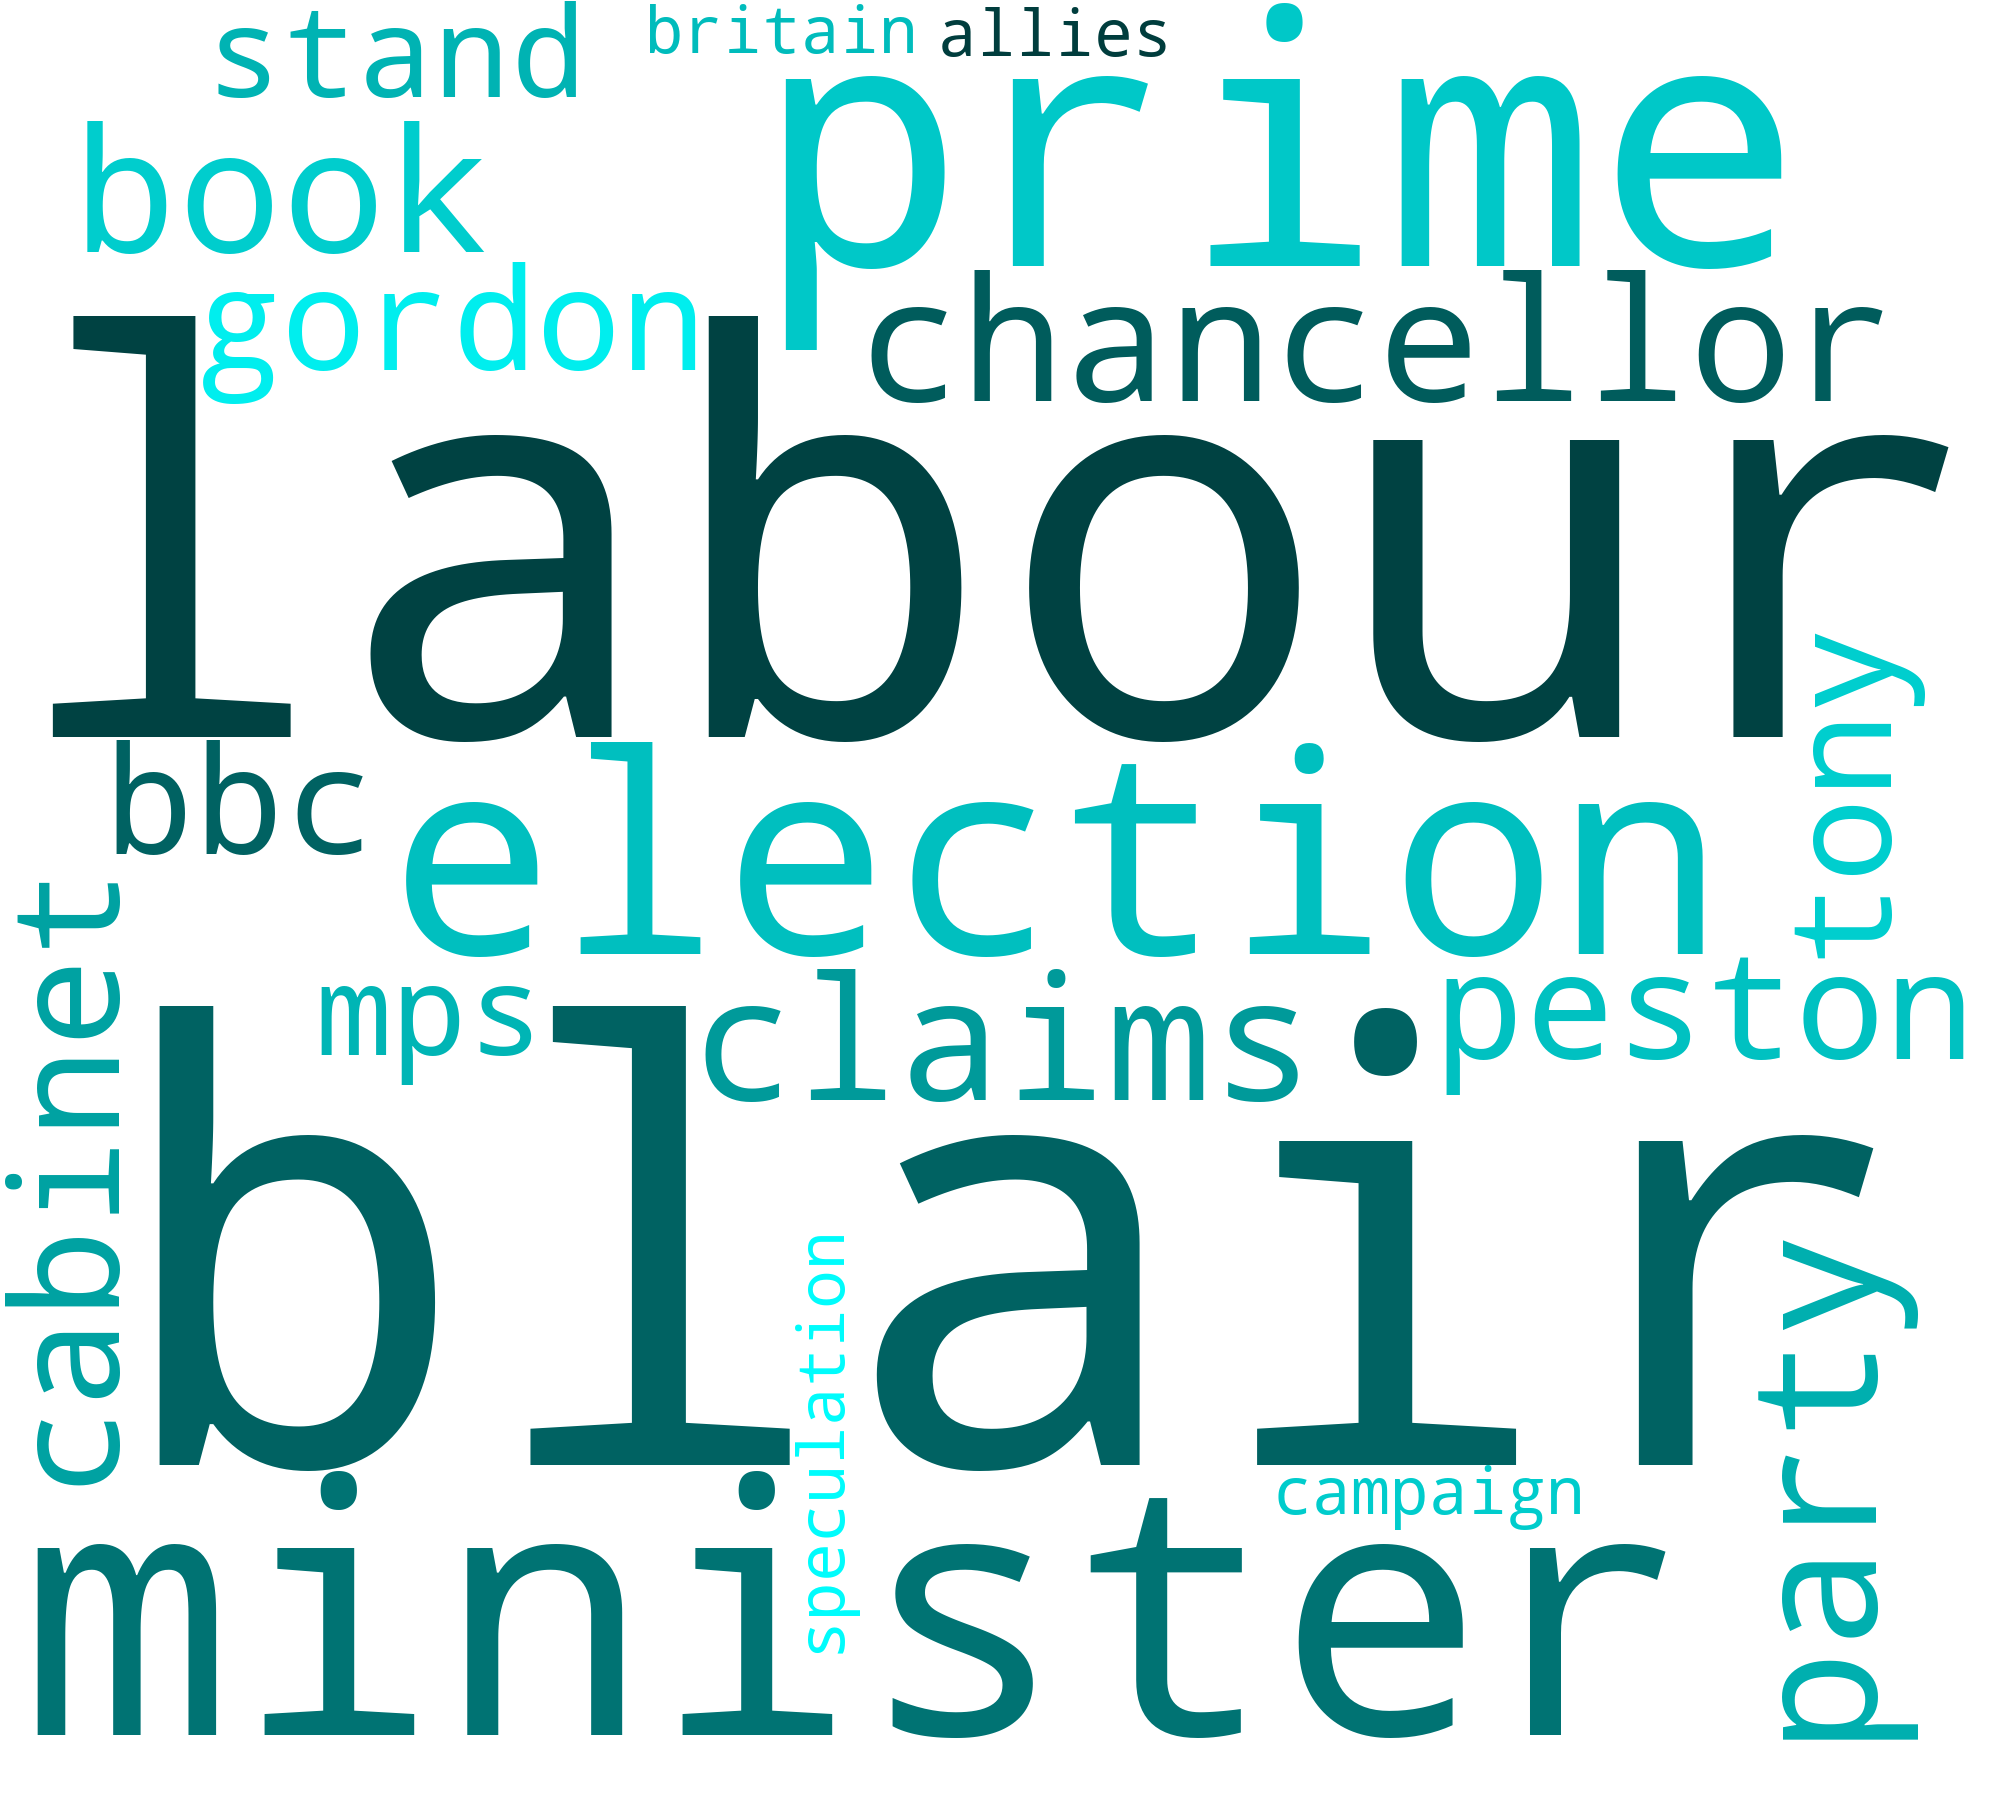 stand
britain
allies
prime
book
gordon
chancellor
labour
tony
bbc
election
cabinet
mps
claims
peston
blair
speculation
campaign
party
minister